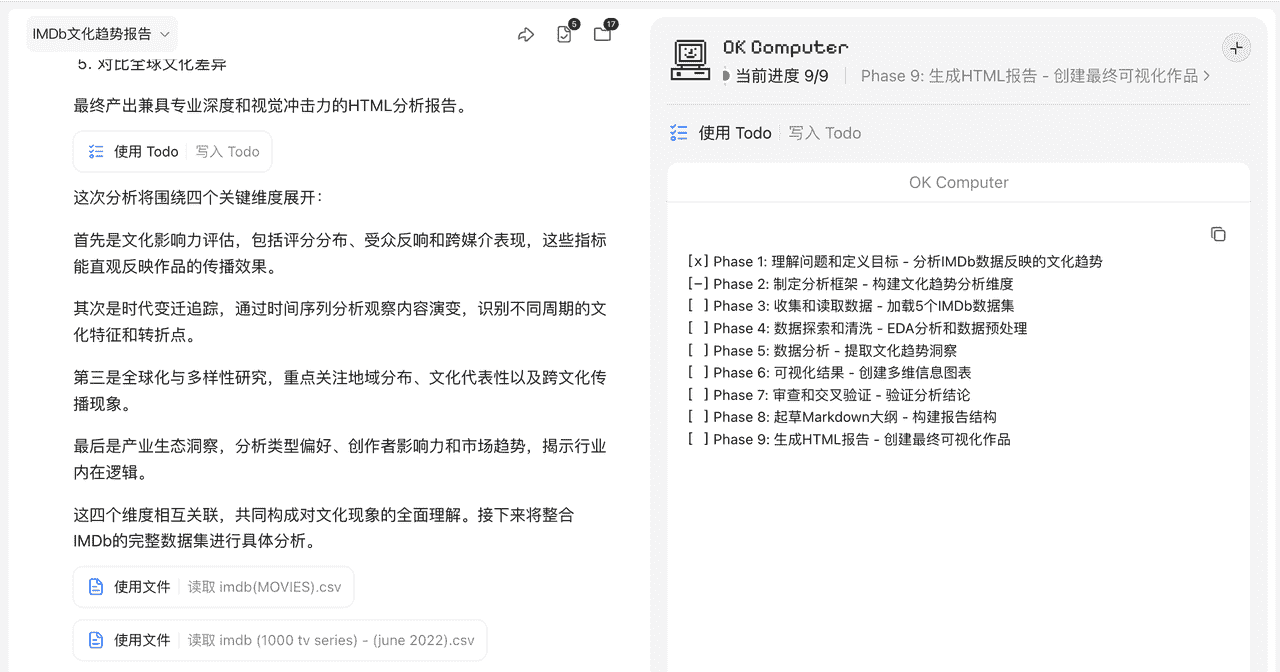 IMDb文化趋势报告
5
17
5. 对比全球文化差异
最终产出兼具专业深度和视觉冲击力的HTML分析报告。
使用 Todo 写入 Todo
这次分析将围绕四个关键维度展开：
首先是文化影响力评估，包括评分分布、受众反响和跨媒介表现，这些指标
能直观反映作品的传播效果。
其次是时代变迁追踪，通过时间序列分析观察内容演变，识别不同周期的文
化特征和转折点。
第三是全球化与多样性研究，重点关注地域分布、文化代表性以及跨文化传
播现象。
最后是产业生态洞察，分析类型偏好、创作者影响力和市场趋势，揭示行业
内在逻辑。
这四个维度相互关联，共同构成对文化现象的全面理解。接下来将整合
IMDb的完整数据集进行具体分析。
使用文件 读取 imdb(MOVIES).csv
使用文件 读取 imdb (1000 tv series) - (june 2022).csv
OK Computer
当前进度 9/9 Phase 9: 生成HTML报告 - 创建最终可视化作品
使用 Todo 写入 Todo
OK Computer
[x] Phase 1: 理解问题和定义目标 - 分析IMDb数据反映的文化趋势
[−] Phase 2: 制定分析框架 - 构建文化趋势分析维度
[ ] Phase 3: 收集和读取数据 - 加载5个IMDb数据集
[ ] Phase 4: 数据探索和清洗 - EDA分析和数据预处理
[ ] Phase 5: 数据分析 - 提取文化趋势洞察
[ ] Phase 6: 可视化结果 - 创建多维信息图表
[ ] Phase 7: 审查和交叉验证 - 验证分析结论
[ ] Phase 8: 起草Markdown大纲 - 构建报告结构
[ ] Phase 9: 生成HTML报告 - 创建最终可视化作品